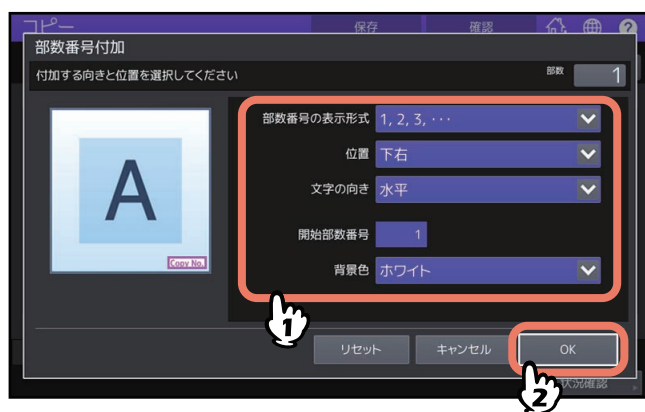 コピー 保存 確認 ?
部数番号付加
付加する向きと位置を選択してください 部数 1
部数番号の表示形式 1, 2, 3, ･･･
位置 下右
A 文字の向き 水平
開始部数番号 1
Copy No. 背景色 ホワイト
1
リセット キャンセル OK
2 状況確認